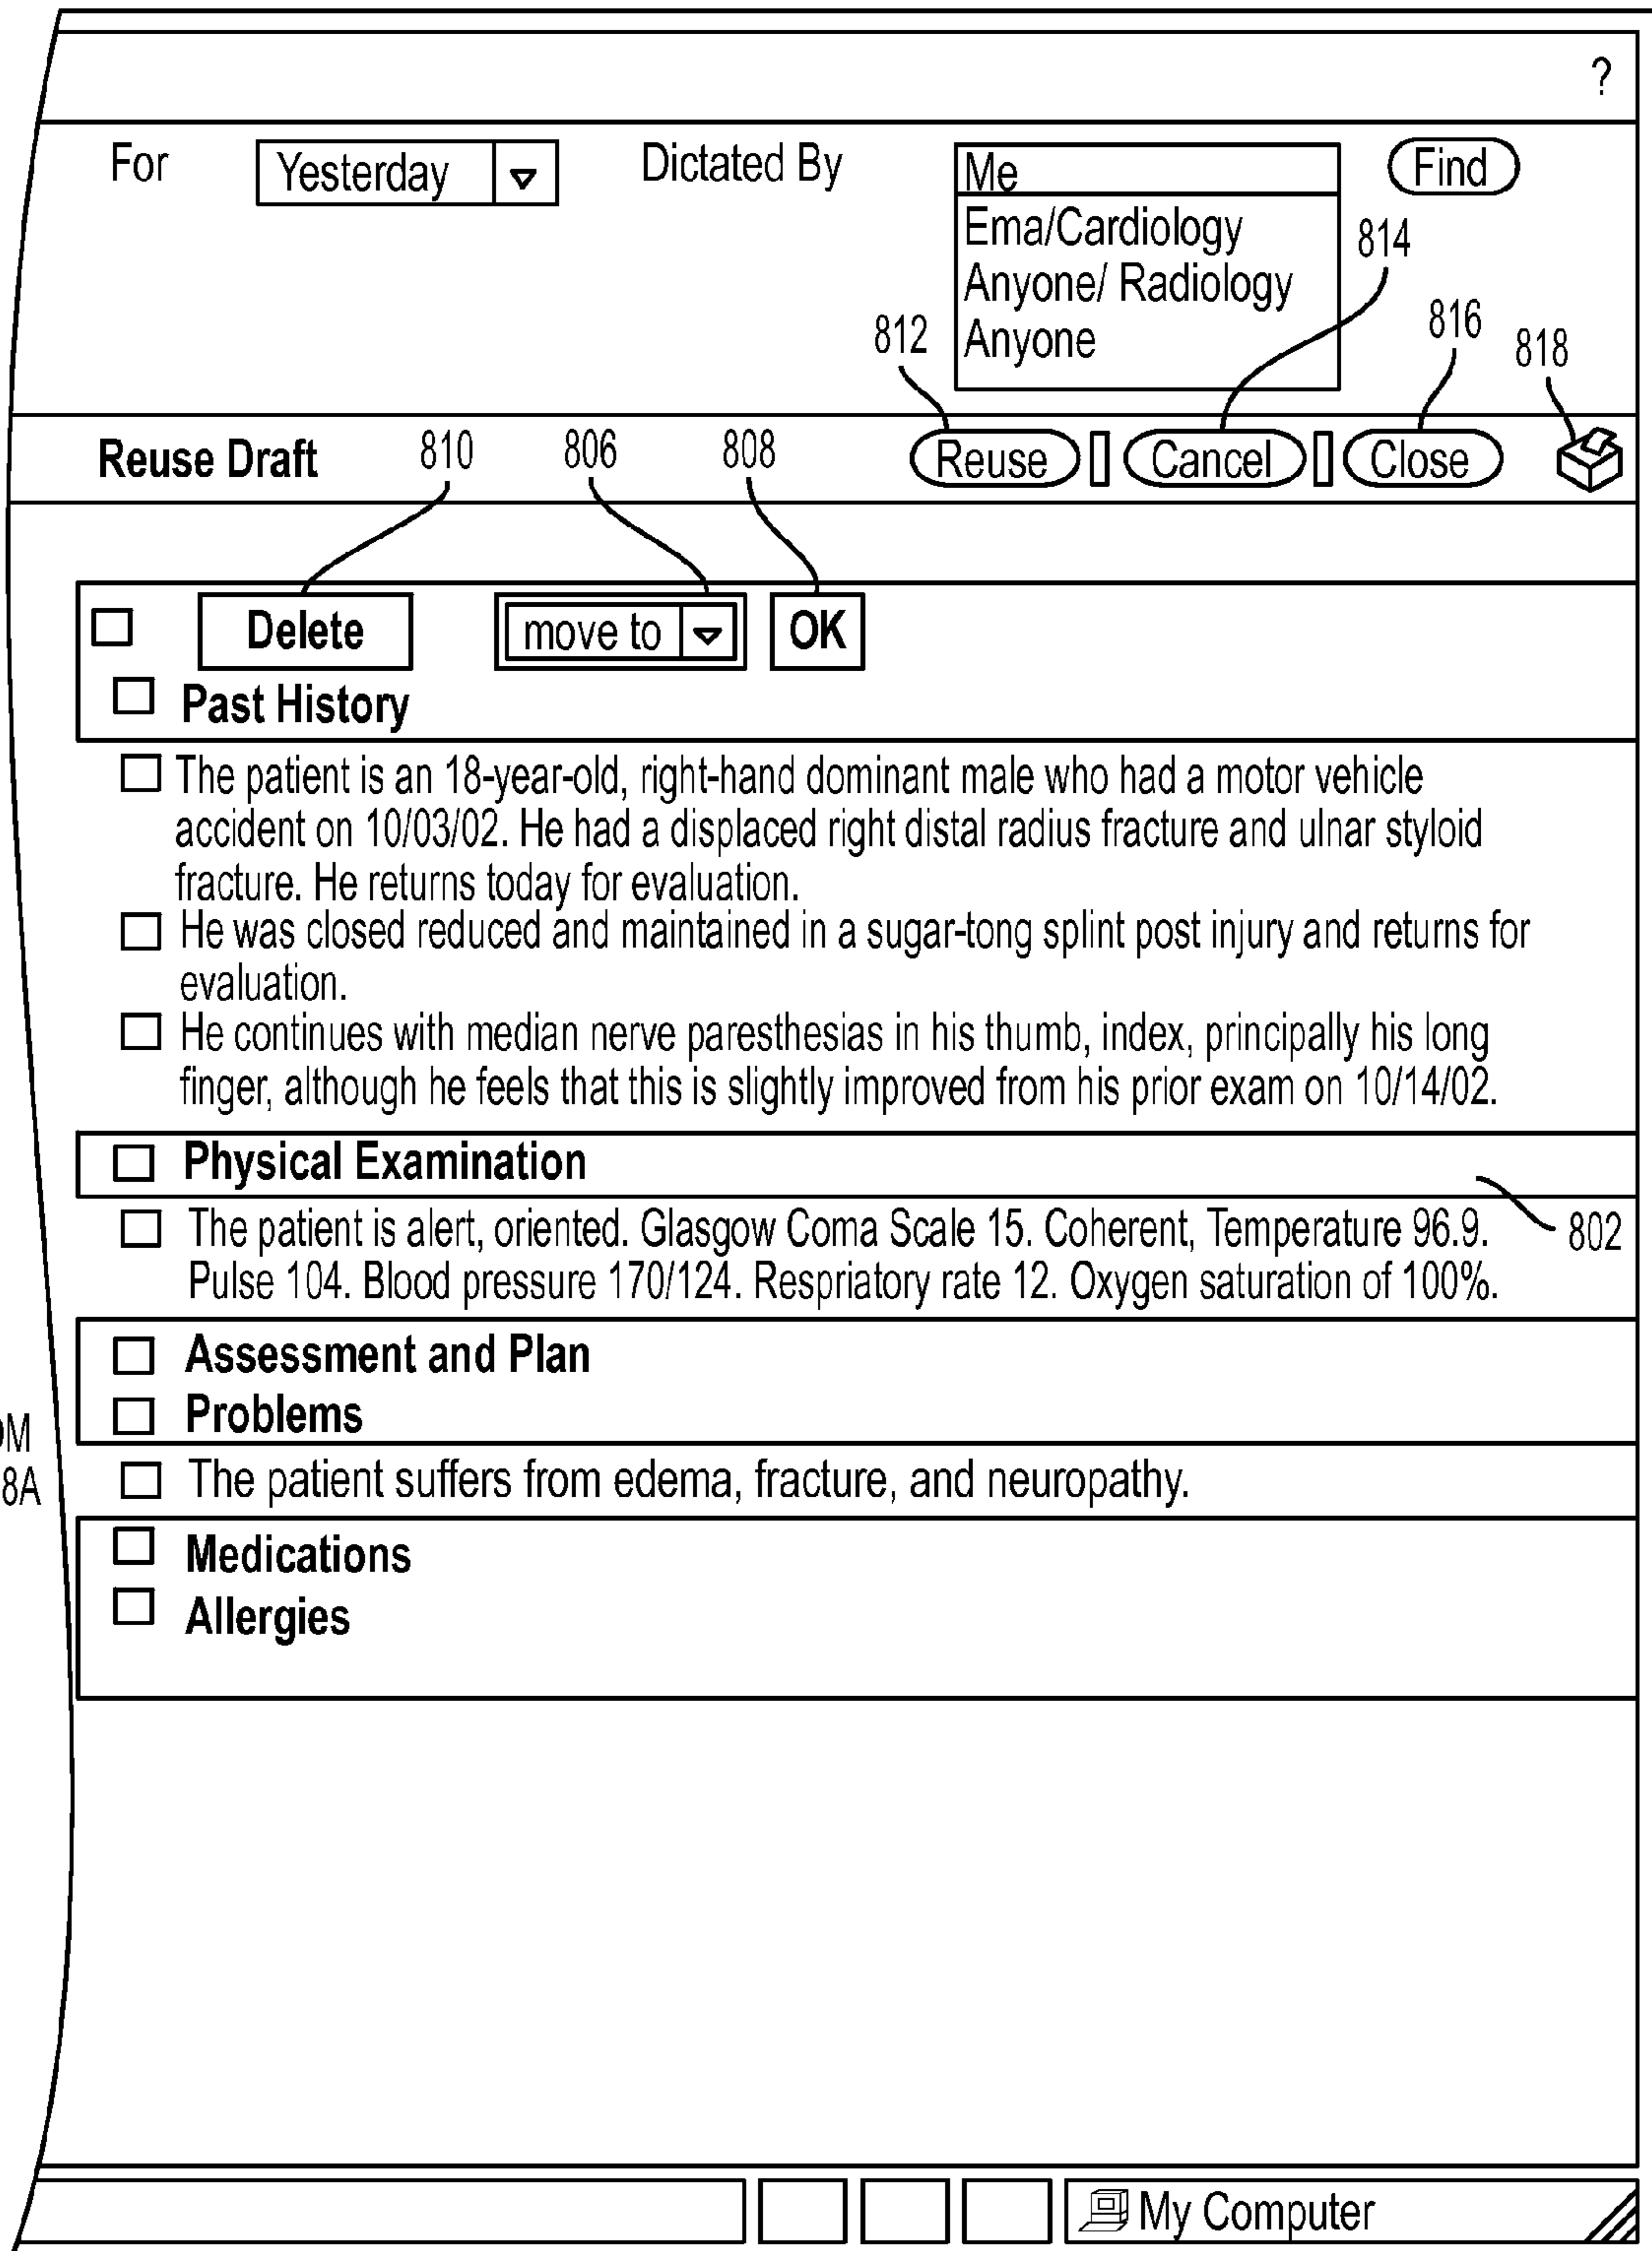 ?
For Yesterday Dictated By Me Find
Ema/Cardiology
Anyone/ Radiology
Anyone
814
812
816
818
Reuse Draft 810 806 808 Reuse Cancel Close
Delete move to OK
Past History
The patient is an 18-year-old, right-hand dominant male who had a motor vehicle
accident on 10/03/02. He had a displaced right distal radius fracture and ulnar styloid
fracture. He returns today for evaluation.
He was closed reduced and maintained in a sugar-tong splint post injury and returns for
evaluation.
He continues with median nerve paresthesias in his thumb, index, principally his long
finger, although he feels that this is slightly improved from his prior exam on 10/14/02.
Physical Examination
802
The patient is alert, oriented. Glasgow Coma Scale 15. Coherent, Temperature 96.9.
Pulse 104. Blood pressure 170/124. Respriatory rate 12. Oxygen saturation of 100%.
Assessment and Plan
Problems
The patient suffers from edema, fracture, and neuropathy.
8A
Medications
Allergies
My Computer